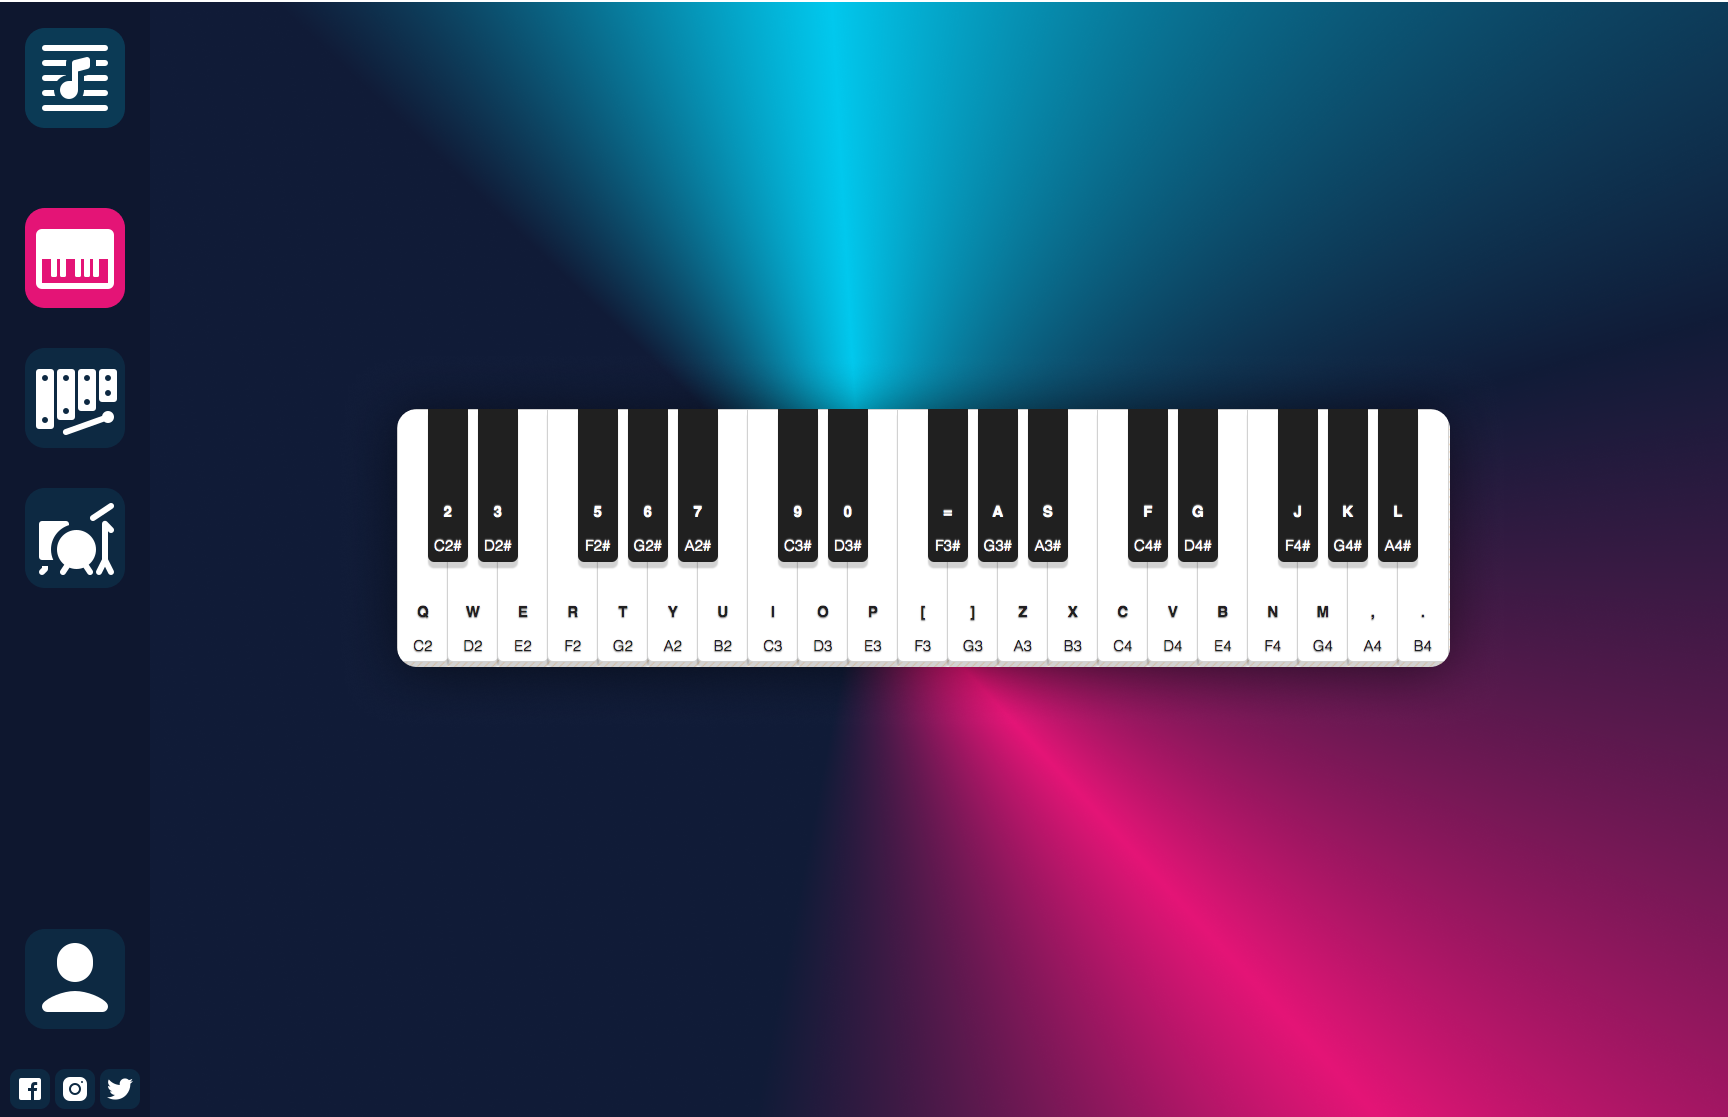 2 3 5 6 7 9 0 = A S F G J K L
C2# D2# F2# G2# A2# C3# D3# F3# G3# A3# C4# D4# F4# G4# A4#
Q W E R T Y U I O P [ ] Z X C V B N M , .
C2 D2 E2 F2 G2 A2 B2 C3 D3 E3 F3 G3 A3 B3 C4 D4 E4 F4 G4 A4 B4